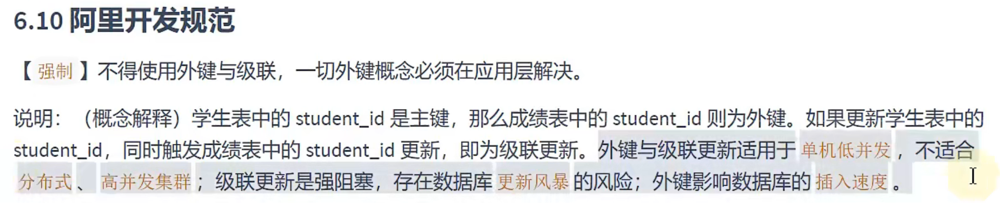 6.10 阿里开发规范
【 强制 】不得使用外键与级联，一切外键概念必须在应用层解决。
说明：（概念解释）学生表中的 student_id 是主键，那么成绩表中的 student_id 则为外键。如果更新学生表中的
student_id，同时触发成绩表中的 student_id 更新，即为级联更新。外键与级联更新适用于 单机低并发 ，不适合
分布式 、 高并发集群 ；级联更新是强阻塞，存在数据库 更新风暴 的风险；外键影响数据库的 插入速度 。